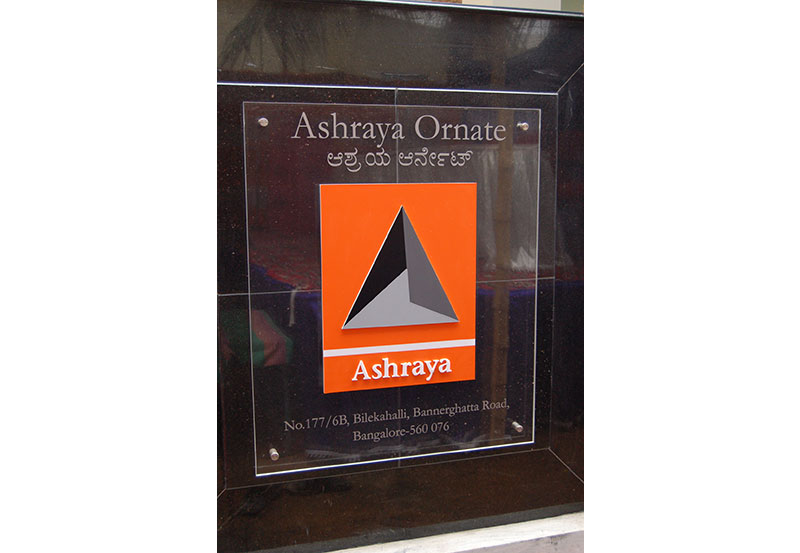 Ashraya Ornate
ಆಶ್ರಯ ಆರ್ನೇಟ್
Ashraya
No.177/6B, Bilekahalli, Bannerghatta Road,
Bangalore-560 076